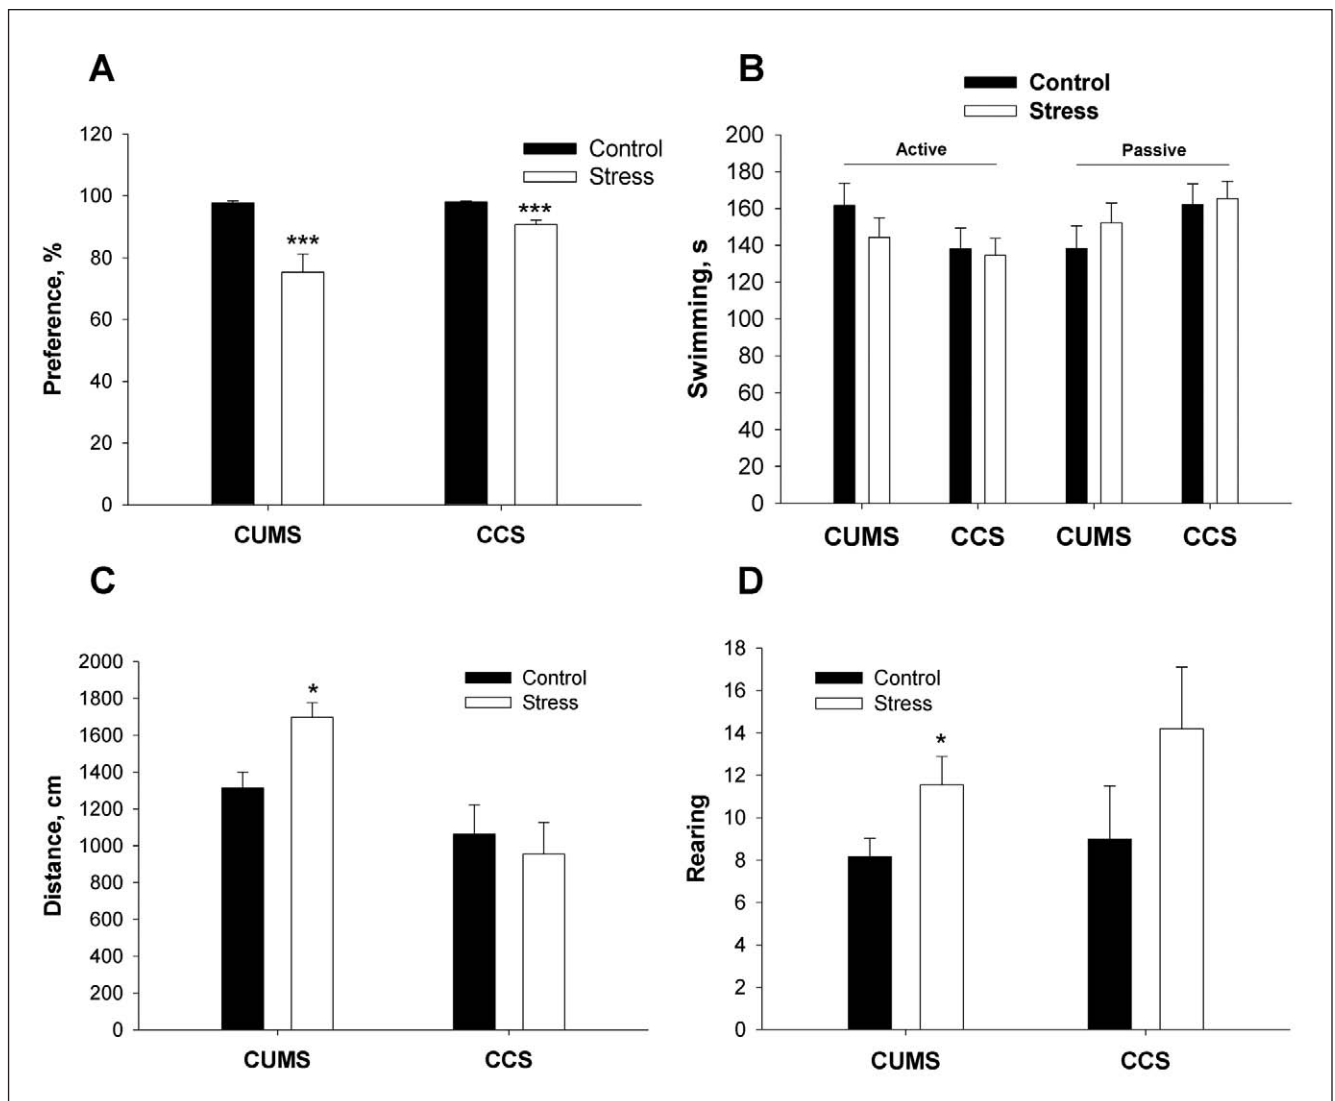 A
Control
Stress
Preference, %
120
100
80
60
40
20
0
***
***
CUMS CCS
B
Control
Stress
Swimming, s
200
180
160
140
120
100
80
60
40
20
0
Active Passive
CUMS CCS CUMS CCS
C
Control
Stress
Distance, cm
2000
1800
1600
1400
1200
1000
800
600
400
200
0
*
CUMS CCS
D
Control
Stress
Rearing
18
16
14
12
10
8
6
4
2
0
*
CUMS CCS